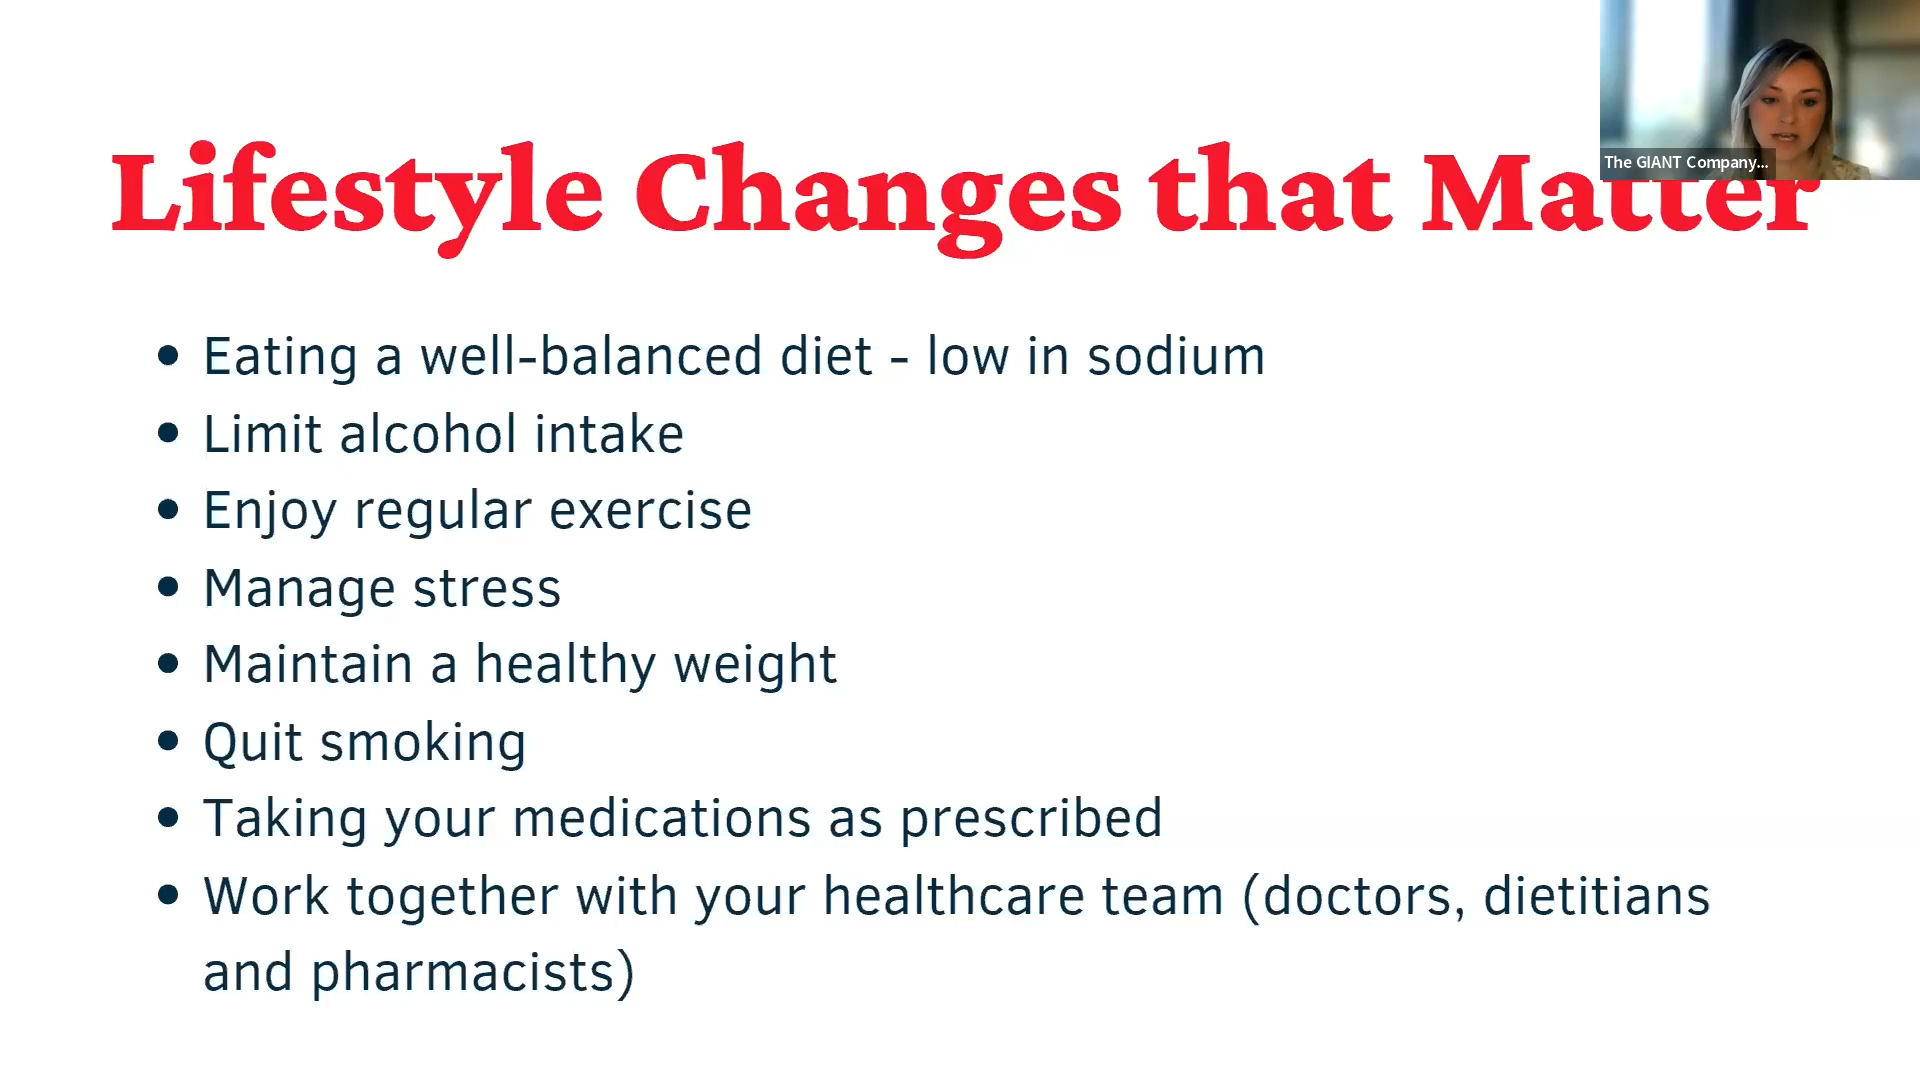 The GIANT Company...
Lifestyle Changes that Matter
• Eating a well-balanced diet - low in sodium
• Limit alcohol intake
• Enjoy regular exercise
• Manage stress
• Maintain a healthy weight
• Quit smoking
• Taking your medications as prescribed
• Work together with your healthcare team (doctors, dietitians
and pharmacists)